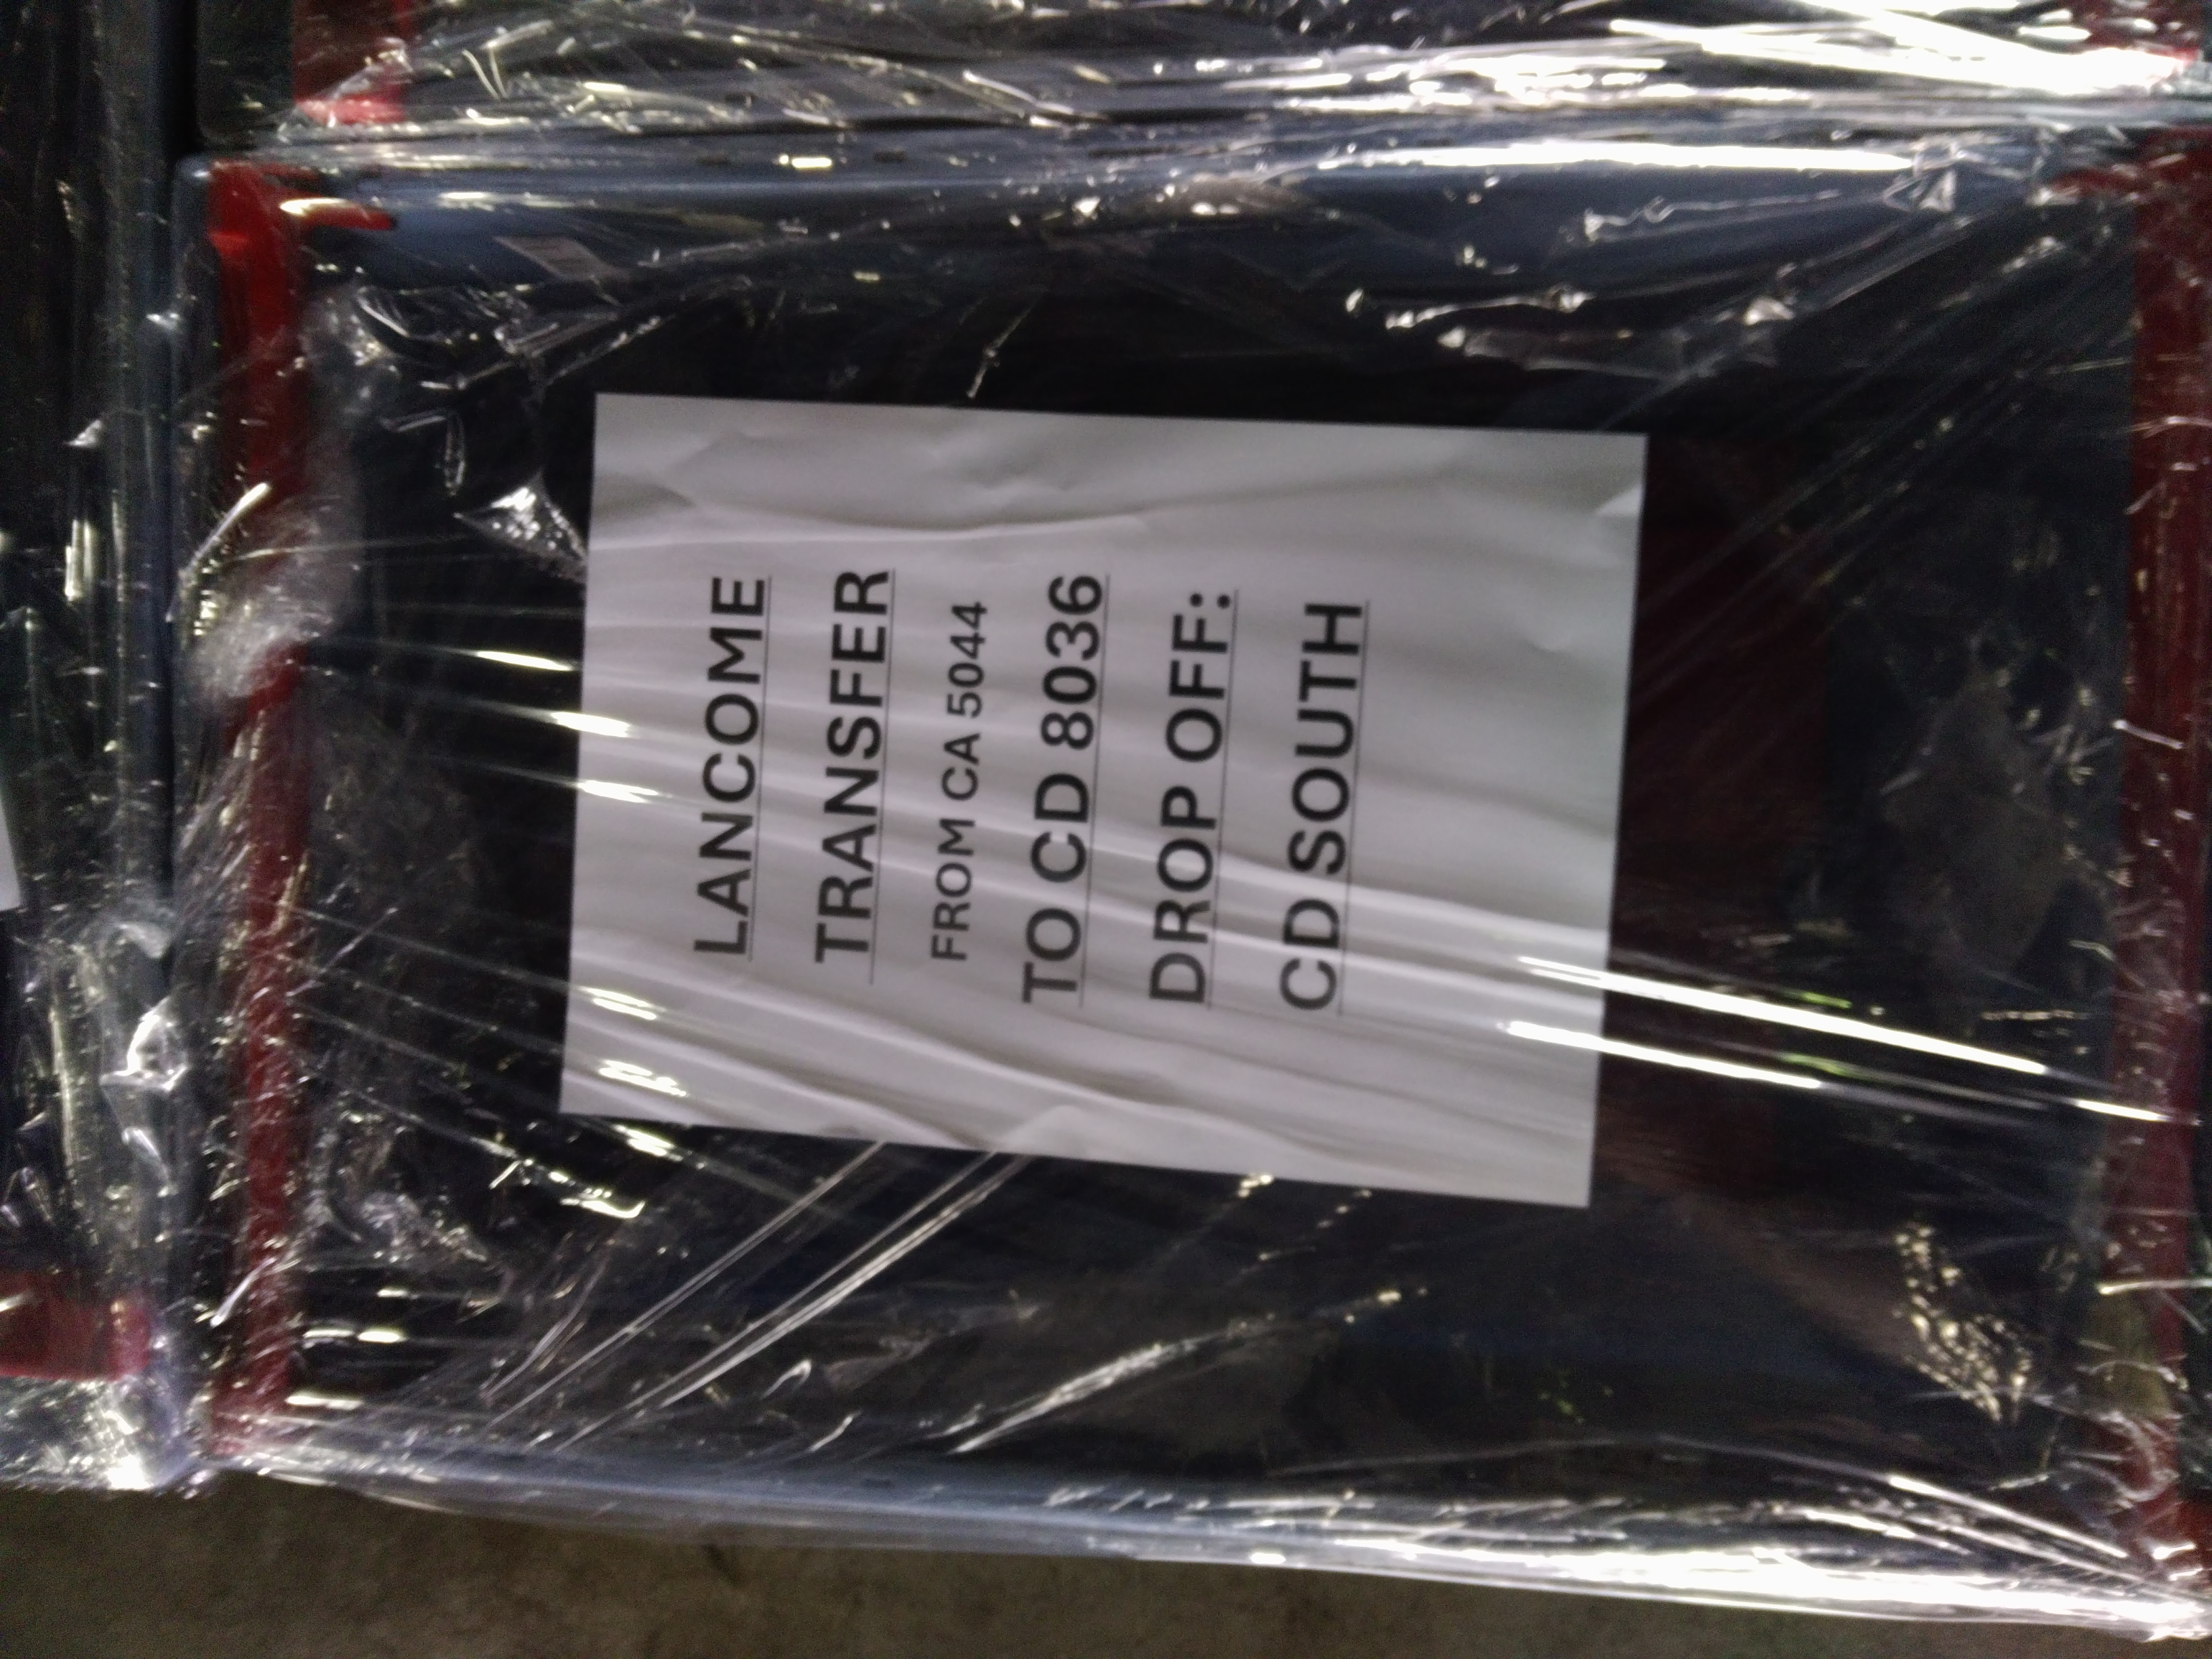 LANCOME
TRANSFER
FROM CA 5044
TO CD 8036
DROP OFF:
CD SOUTH